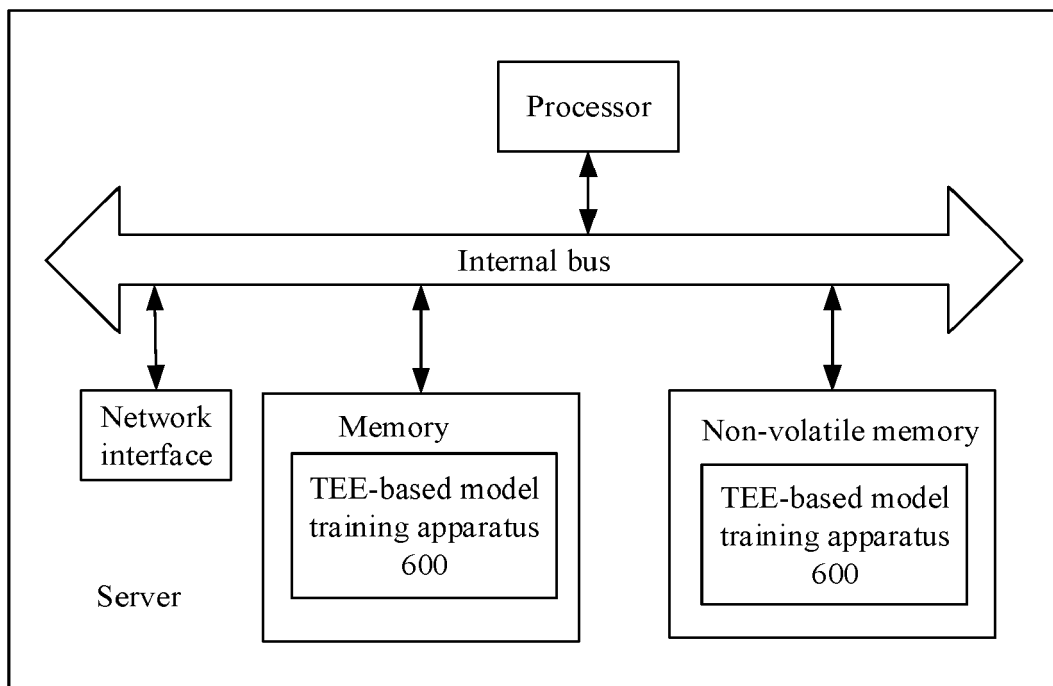 Processor
Internal bus
Network
interface
Memory
TEE-based model
training apparatus
600
Non-volatile memory
TEE-based model
training apparatus
600
Server